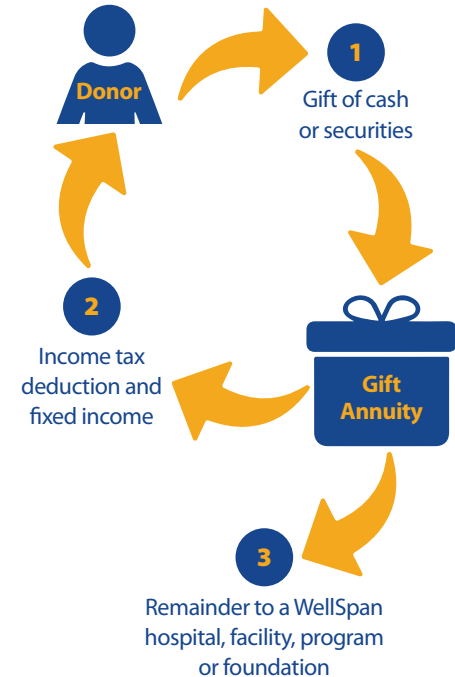 Donor
1
Gift of cash
or securities
2
Income tax
deduction and
fixed income
Gift
Annuity
3
Remainder to a WellSpan
hospital, facility, program
or foundation